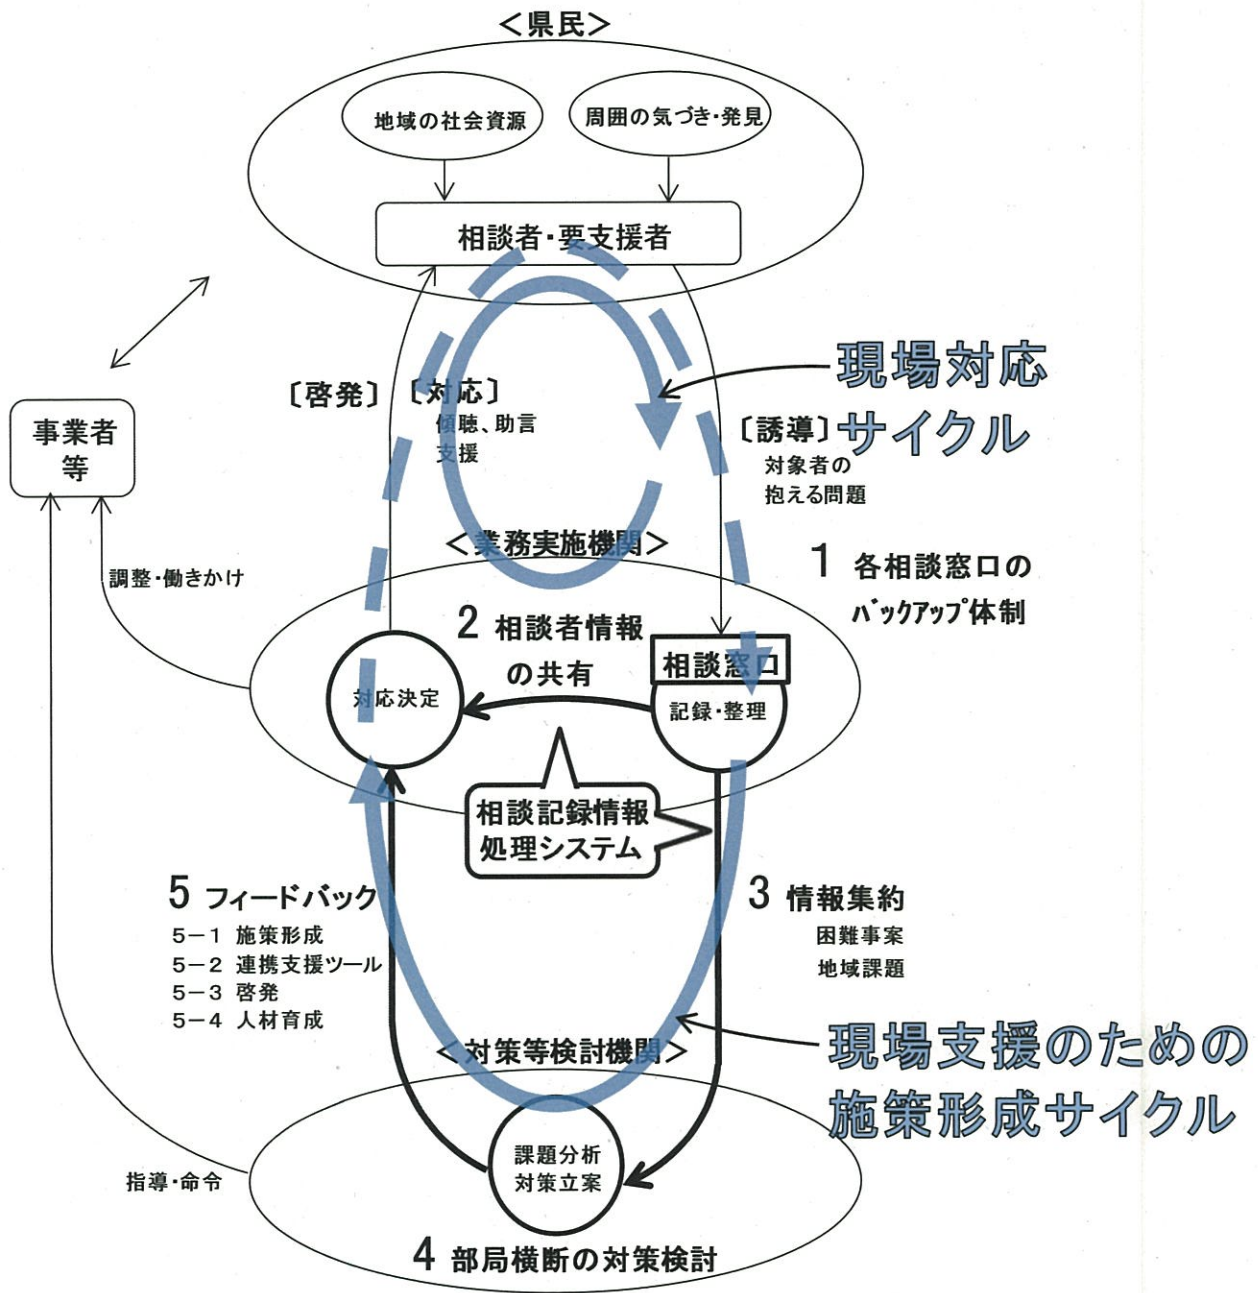 ＜県民＞
地域の社会資源
周囲の気づき・発見
相談者・要支援者
現場対応
サイクル
〔啓発〕
〔対応〕
傾聴、助言
支援
〔誘導〕
対象者の
抱える問題
事業者
等
＜業務実施機関＞
調整・働きかけ
1 各相談窓口の
バックアップ体制
2 相談者情報
の共有
相談窓口
記録・整理
対応決定
相談記録情報
処理システム
5 フィードバック
5－1 施策形成
5－2 連携支援ツール
5－3 啓発
5－4 人材育成
3 情報集約
困難事案
地域課題
＜対策等検討機関＞
現場支援のための
施策形成サイクル
課題分析
対策立案
指導・命令
4 部局横断の対策検討